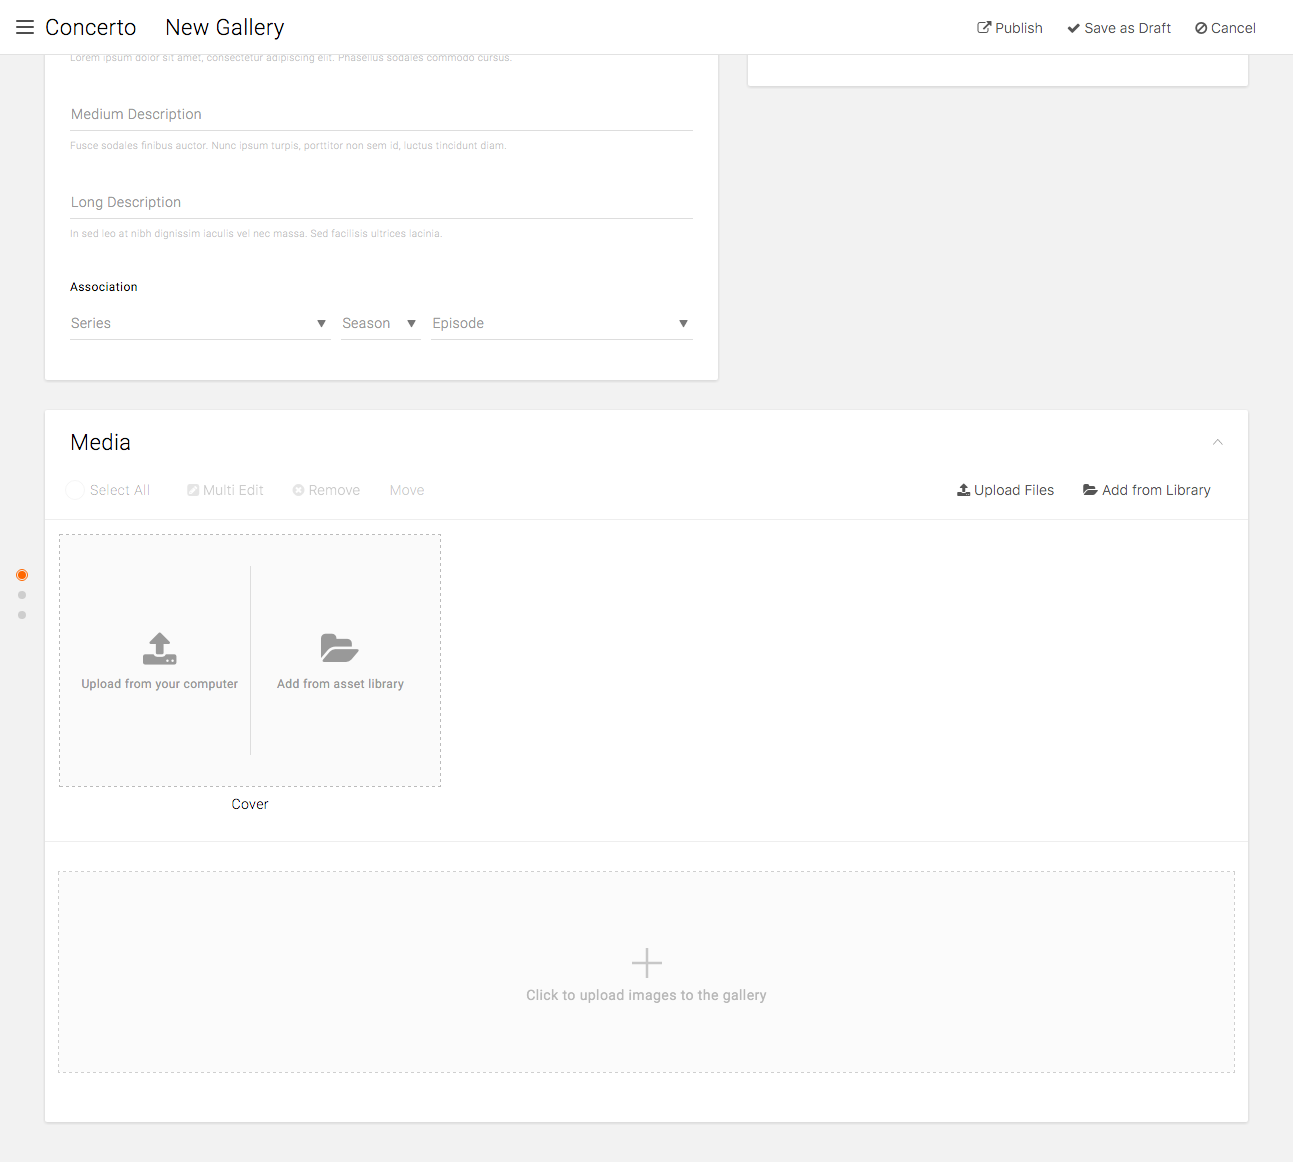 Concerto New Gallery Publish Save as Draft Cancel
Lorem ipsum dolor sit amet, consectetur adipiscing elit. Phasellus sodales commodo cursus.
Medium Description
Fusce sodales finibus auctor. Nunc ipsum turpis, porttitor non sem id, luctus tincidunt diam.
Long Description
In sed leo at nibh dignissim iaculis vel nec massa. Sed facilisis ultrices lacinia.
Association
Series Season Episode
Media
Select All Multi Edit Remove Move Upload Files Add from Library
Upload from your computer Add from asset library
Cover
Click to upload images to the gallery